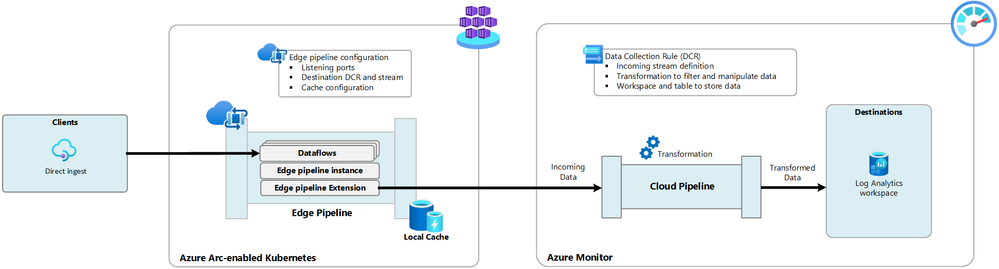 Clients
Direct ingest
Edge pipeline configuration
Listening ports
Destination DCR and stream
Cache configuration
Dataflows
Edge pipeline instance
Edge pipeline Extension
Edge Pipeline
Local Cache
Azure Arc-enabled Kubernetes
Data Collection Rule (DCR)
Incoming stream definition
Transformation to filter and manipulate data
Workspace and table to store data
Incoming
Data
Transformation
Cloud Pipeline
Transformed
Data
Destinations
Log Analytics
workspace
Azure Monitor